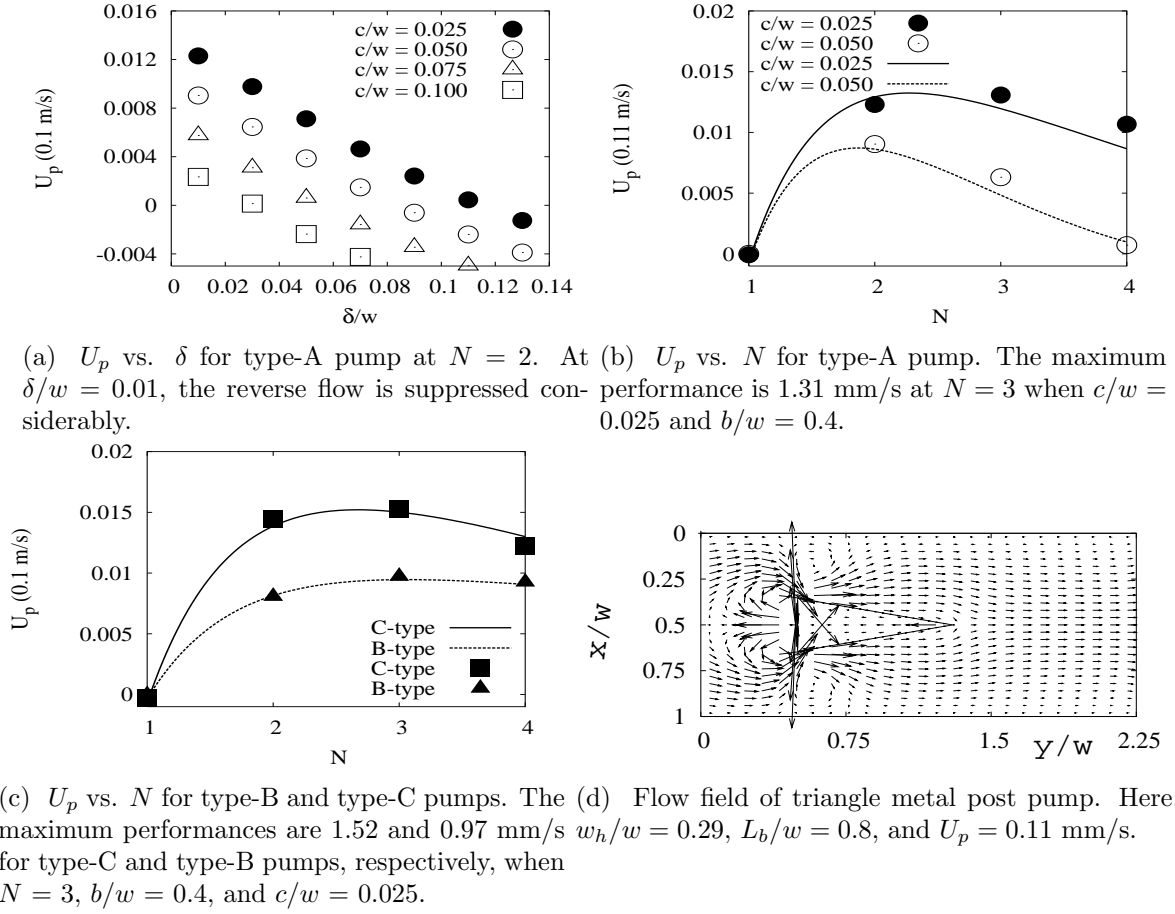 0.016
0.012
0.008
0.004
0
-0.004
0
0.02
0.04
0.06
0.08
0.1
0.12
0.14
U_p (0.1 m/s)
δ/w
c/w = 0.025
c/w = 0.050
c/w = 0.075
c/w = 0.100
0.02
0.015
0.01
0.005
0
1
2
3
4
U_p (0.11 m/s)
N
c/w = 0.025
c/w = 0.050
c/w = 0.025
c/w = 0.050
(a) U_p vs. δ for type-A pump at N = 2. At
δ/w = 0.01, the reverse flow is suppressed con-
siderably.
(b) U_p vs. N for type-A pump. The maximum
performance is 1.31 mm/s at N = 3 when c/w =
0.025 and b/w = 0.4.
0.02
0.015
0.01
0.005
0
1
2
3
4
U_p (0.1 m/s)
N
C-type
B-type
C-type
B-type
0
0.25
0.5
0.75
1
0
0.75
1.5
2.25
x/w
y/w
(c) U_p vs. N for type-B and type-C pumps. The
maximum performances are 1.52 and 0.97 mm/s
for type-C and type-B pumps, respectively, when
N = 3, b/w = 0.4, and c/w = 0.025.
(d) Flow field of triangle metal post pump. Here
w_h/w = 0.29, L_b/w = 0.8, and U_p = 0.11 mm/s.